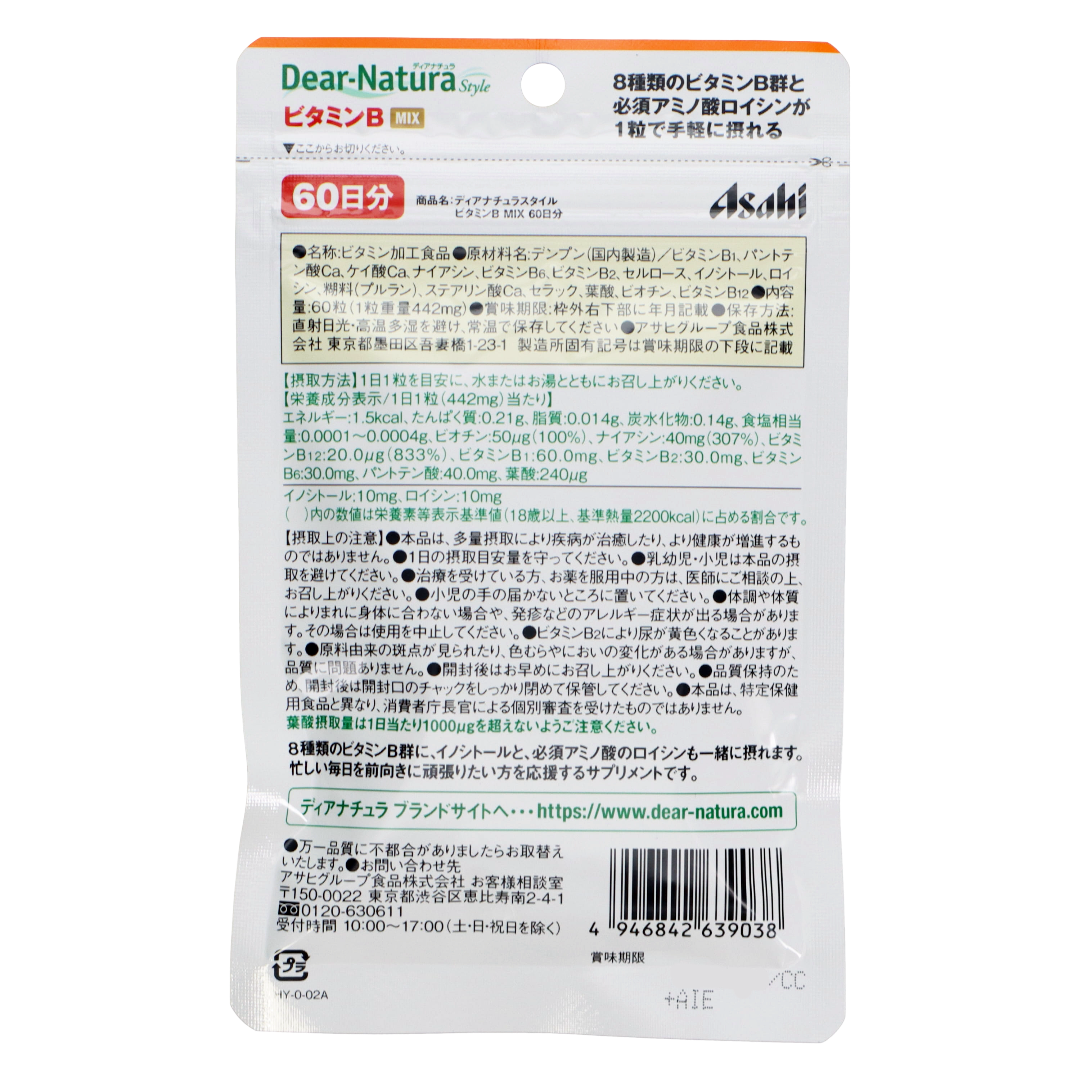 ディアナチュラ
Dear-Natura Style
ビタミンB MIX
▼ここからお切りください。
8種類のビタミンB群と
必須アミノ酸ロイシンが
1粒で手軽に摂れる
60日分
商品名:ディアナチュラスタイル
ビタミンB MIX 60日分
Asahi
●名称:ビタミン加工食品●原材料名:デンプン(国内製造)/ビタミンB1、パントテ
ン酸Ca、ケイ酸Ca、ナイアシン、ビタミンB6、ビタミンB2、セルロース、イノシトール、ロイ
シン、糊料(プルラン)、ステアリン酸Ca、セラック、葉酸、ビオチン、ビタミンB12●内容
量:60粒(1粒重量442mg)●賞味期限:枠外右下部に年月記載●保存方法:
直射日光・高温多湿を避け、常温で保存してください●アサヒグループ食品株式
会社 東京都墨田区吾妻橋1-23-1 製造所固有記号は賞味期限の下段に記載
【摂取方法】1日1粒を目安に、水またはお湯とともにお召し上がりください。
【栄養成分表示/1日1粒(442mg)当たり】
エネルギー:1.5kcal、たんぱく質:0.21g、脂質:0.014g、炭水化物:0.14g、食塩相当
量:0.0001～0.0004g、ビオチン:50μg(100%)、ナイアシン:40mg(307%)、ビタミ
ンB12:20.0μg(833%)、ビタミンB1:60.0mg、ビタミンB2:30.0mg、ビタミン
B6:30.0mg、パントテン酸:40.0mg、葉酸:240μg
イノシトール:10mg、ロイシン:10mg
( )内の数値は栄養素等表示基準値(18歳以上、基準熱量2200kcal)に占める割合です。
【摂取上の注意】●本品は、多量摂取により疾病が治癒したり、より健康が増進するも
のではありません。●1日の摂取目安量を守ってください。●乳幼児・小児は本品の摂
取を避けてください。●治療を受けている方、お薬を服用中の方は、医師にご相談の上、
お召し上がりください。●小児の手の届かないところに置いてください。●体調や体質
によりまれに身体に合わない場合や、発疹などのアレルギー症状が出る場合がありま
す。その場合は使用を中止してください。●ビタミンB2により尿が黄色くなることがありま
す。●原料由来の斑点が見られたり、色むらやにおいの変化がある場合がありますが、
品質に問題ありません。●開封後はお早めにお召し上がりください。●品質保持のた
め、開封後は開封口のチャックをしっかり閉めて保管してください。●本品は、特定保健
用食品と異なり、消費者庁長官による個別審査を受けたものではありません。
葉酸摂取量は1日当たり1000μgを超えないようご注意ください。
8種類のビタミンB群に、イノシトールと、必須アミノ酸のロイシンも一緒に摂れます。
忙しい毎日を前向きに頑張りたい方を応援するサプリメントです。
ディアナチュラ ブランドサイトへ・・・https://www.dear-natura.com
●万一品質に不都合がありましたらお取替え
いたします。●お問い合わせ先
アサヒグループ食品株式会社 お客様相談室
〒150-0022 東京都渋谷区恵比寿南2-4-1
0120-630611
受付時間 10:00～17:00(土・日・祝日を除く)
4 946842 639038
賞味期限
/CC
+AIE
プラ
HY-0-02A